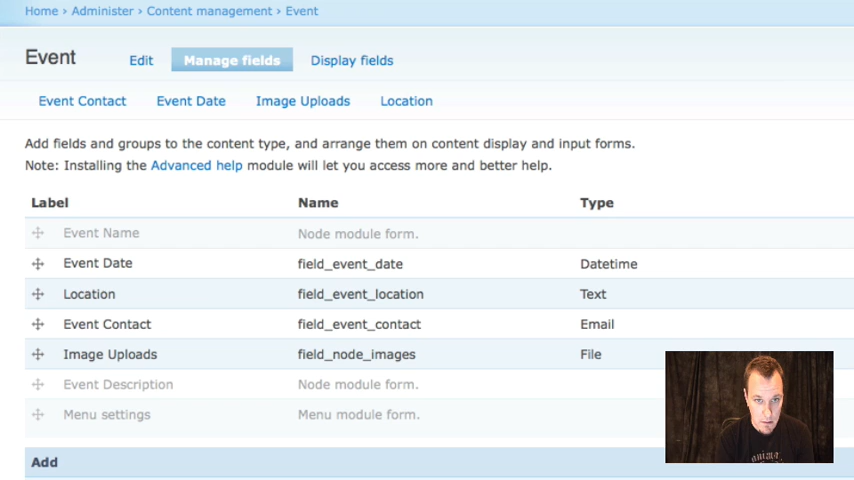 Home › Administer › Content management › Event
Event Edit Manage fields Display fields
Event Contact Event Date Image Uploads Location
Add fields and groups to the content type, and arrange them on content display and input forms.
Note: Installing the Advanced help module will let you access more and better help.
Label Name Type
Event Name Node module form.
Event Date field_event_date Datetime
Location field_event_location Text
Event Contact field_event_contact Email
Image Uploads field_node_images File
Event Description Node module form.
Menu settings Menu module form.
Add
anima